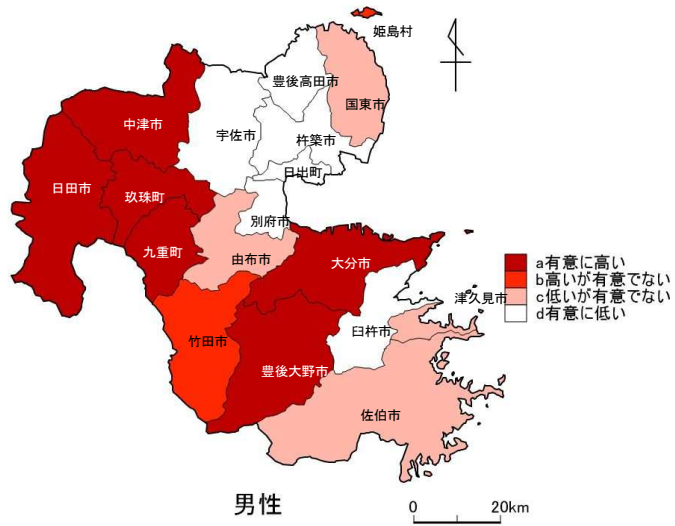 姫島村
豊後高田市
国東市
中津市
宇佐市
杵築市
日出町
日田市
玖珠町
別府市
九重町
由布市
大分市
a有意に高い
b高いが有意でない
c低いが有意でない
d有意に低い
津久見市
臼杵市
竹田市
豊後大野市
佐伯市
男性
0 20km